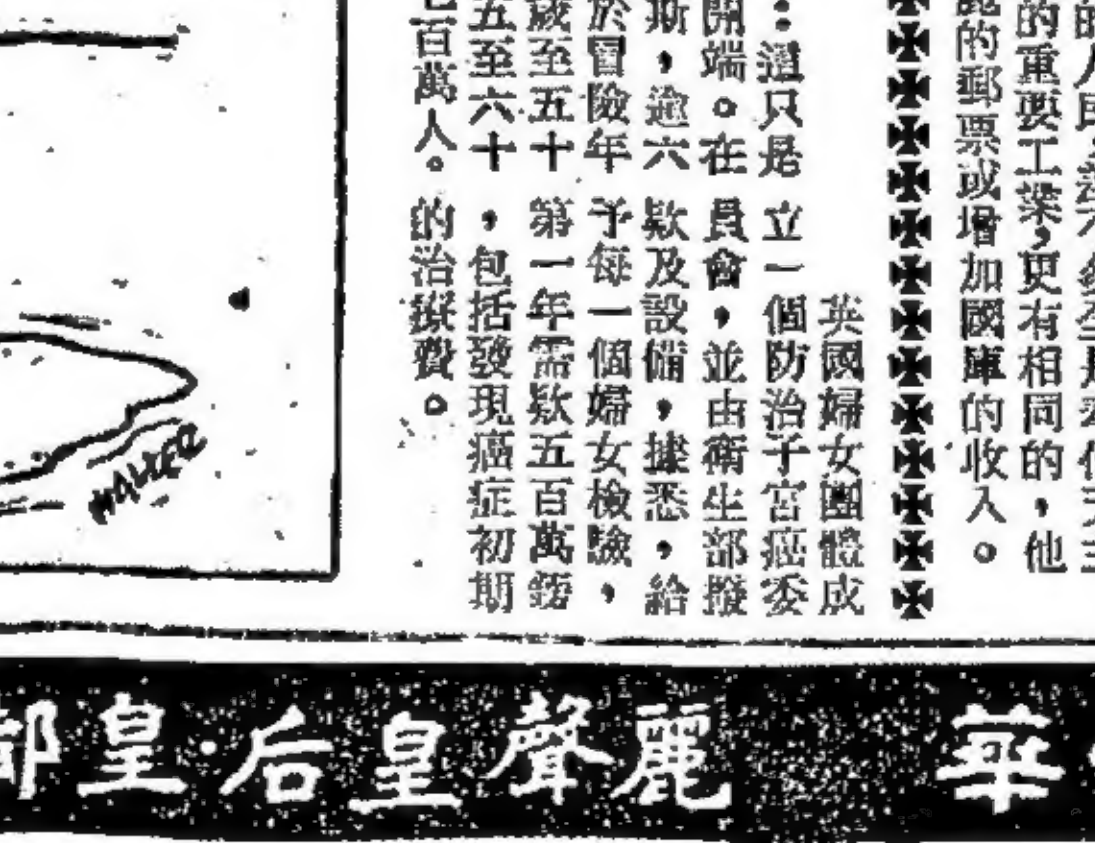 的重要工業，更有相同的，他
的郵票或增加國庫的收入。
：這只是
開端。在
斯，逾六
於冒險年
歲至五十
五至六十
百萬人。
英國婦女團體成
立一個防治子宮癌委
員會，並由衛生部撥
欵及設備，據悉，給
予每一個婦女檢驗，
第一年需欵五百萬鎊
，包括發現癌症初期
的治療費。
WALTER
華
麗聲皇后·皇都